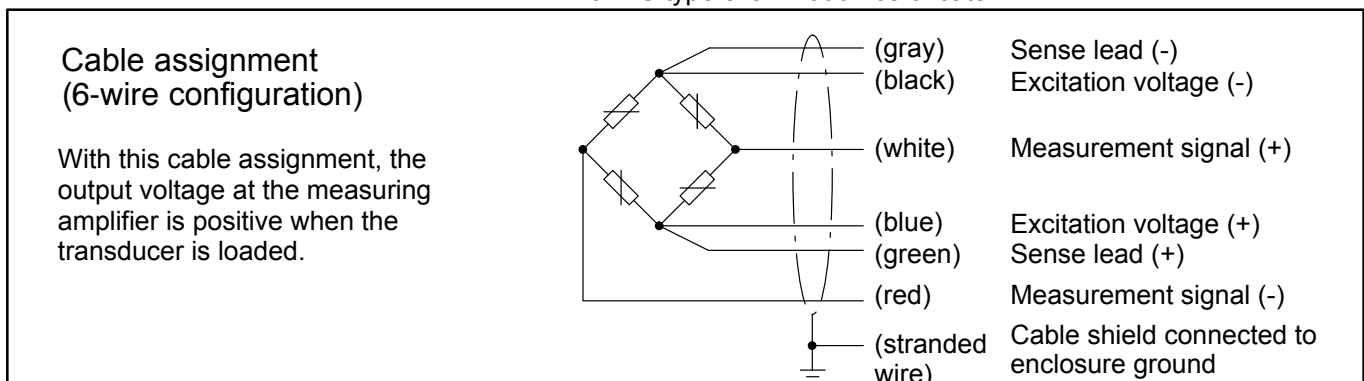 Cable assignment
(6-wire configuration)
With this cable assignment, the
output voltage at the measuring
amplifier is positive when the
transducer is loaded.
(gray) Sense lead (-)
(black) Excitation voltage (-)
(white) Measurement signal (+)
(blue) Excitation voltage (+)
(green) Sense lead (+)
(red) Measurement signal (-)
(stranded wire) Cable shield connected to
enclosure ground